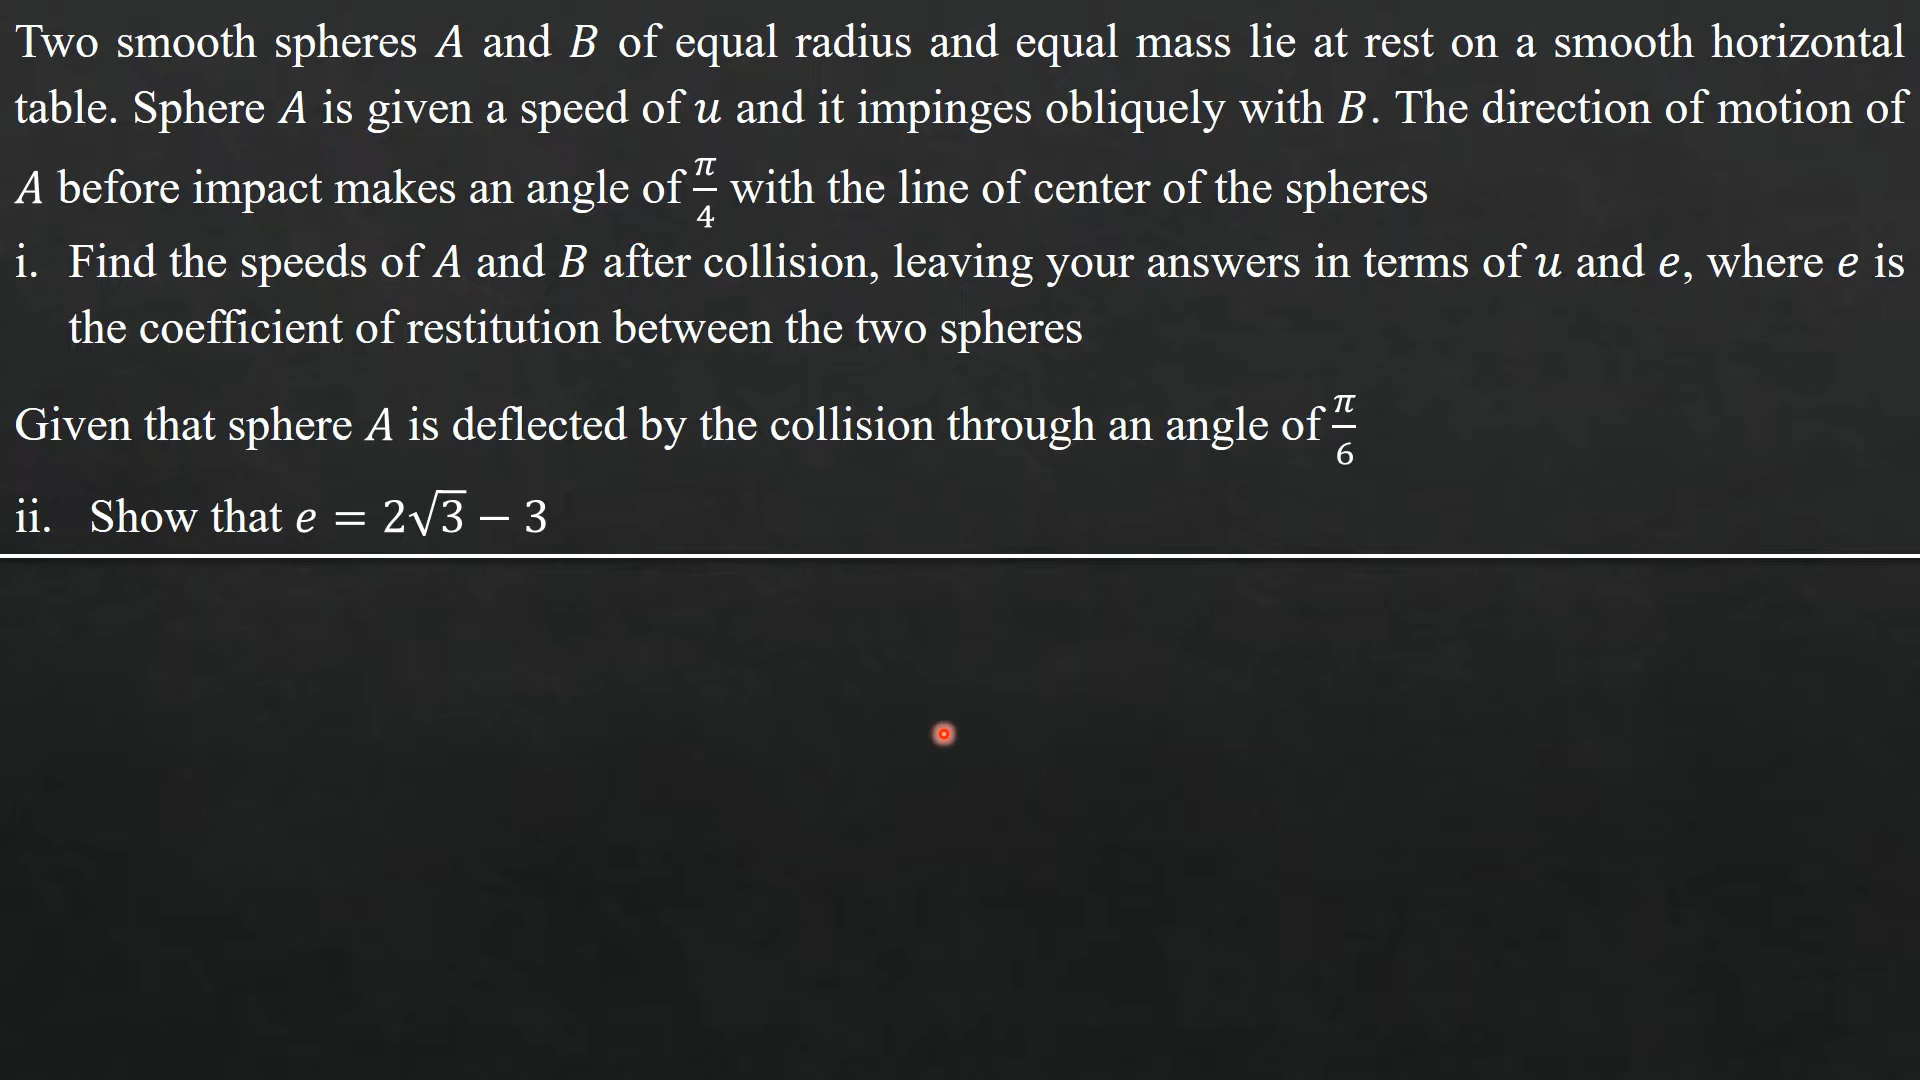 Two smooth spheres A and B of equal radius and equal mass lie at rest on a smooth horizontal
table. Sphere A is given a speed of u and it impinges obliquely with B. The direction of motion of
A before impact makes an angle of π/4 with the line of center of the spheres
i. Find the speeds of A and B after collision, leaving your answers in terms of u and e, where e is
the coefficient of restitution between the two spheres
Given that sphere A is deflected by the collision through an angle of π/6
ii. Show that e = 2√3 − 3